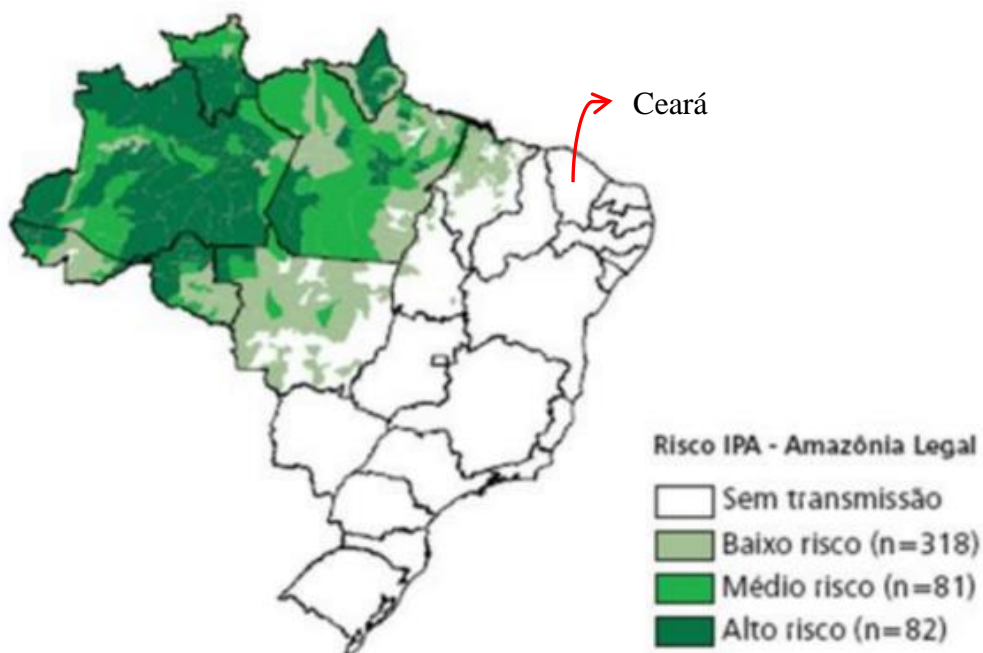 Ceará
Risco IPA - Amazônia Legal
Sem transmissão
Baixo risco (n=318)
Médio risco (n=81)
Alto risco (n=82)